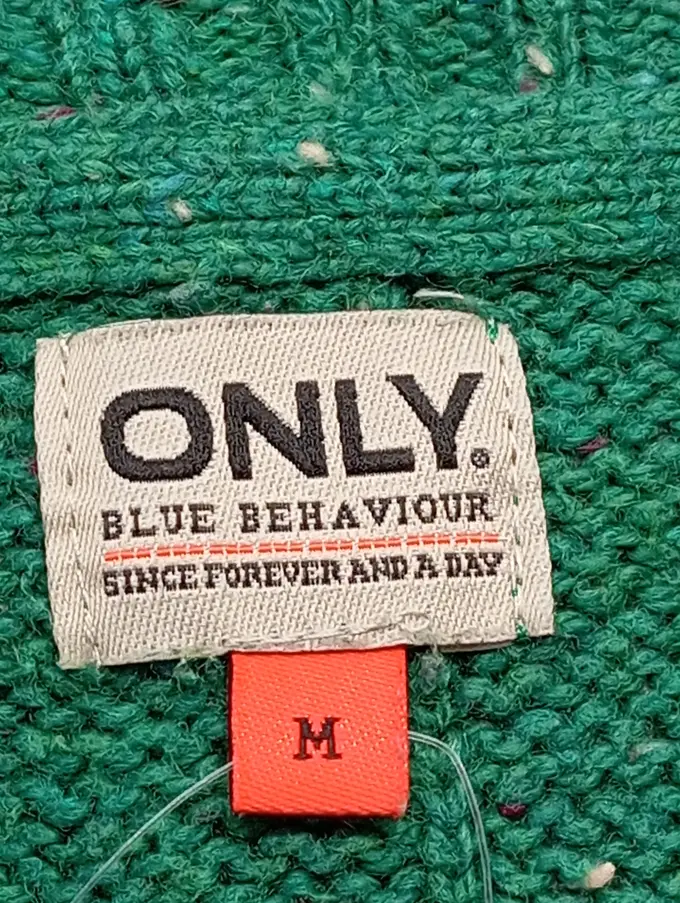 ONLY®
BLUE BEHAVIOUR
SINCE FOREVER AND A DAY
M